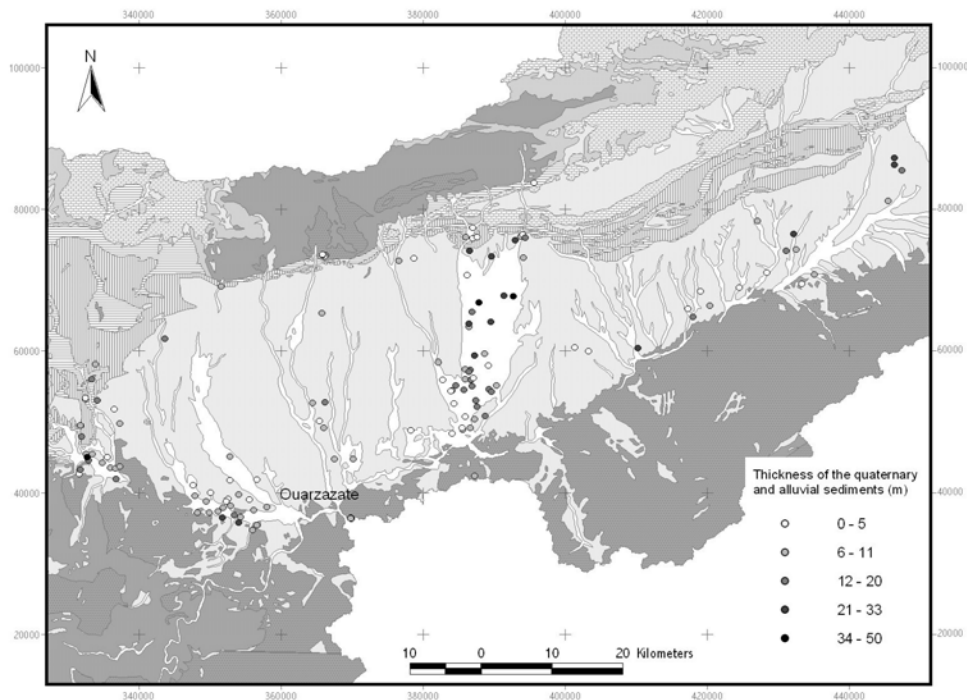 340000 360000 380000 400000 420000 440000
N
100000 100000
80000 80000
60000 60000
40000 40000
20000 20000
Ouarzazate
Thickness of the quaternary
and alluvial sediments (m)
0 - 5
6 - 11
12 - 20
21 - 33
34 - 50
10 0 10 20 Kilometers
340000 360000 380000 400000 420000 440000